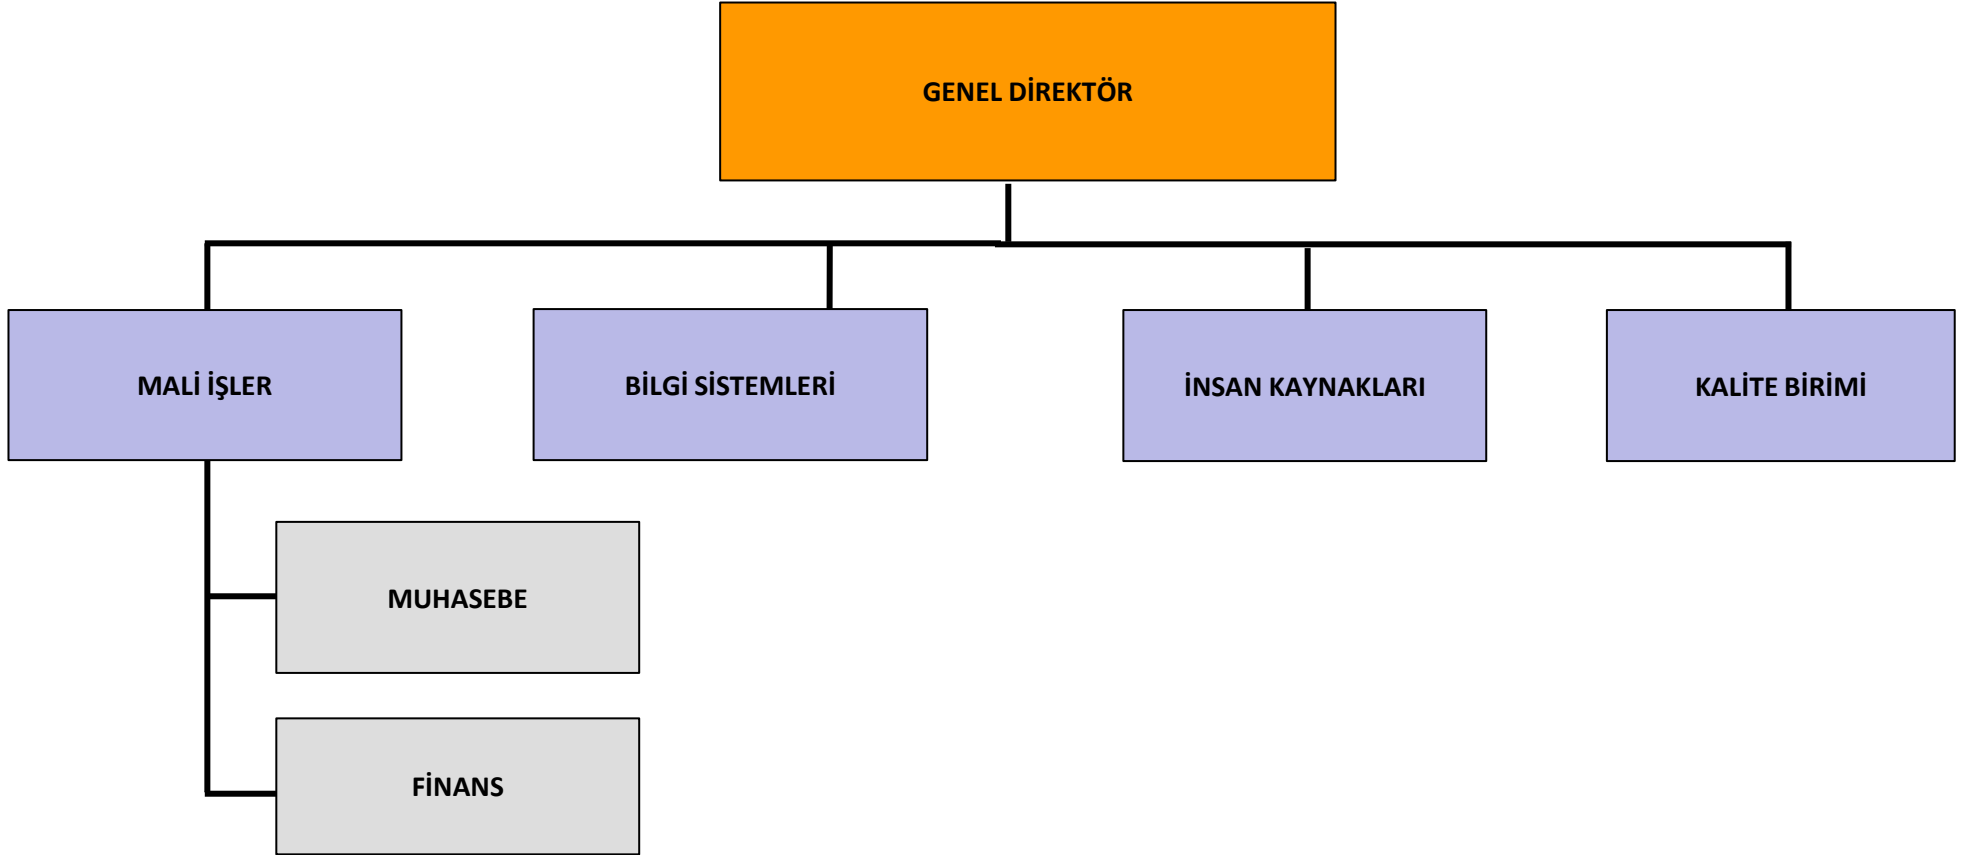 GENEL DİREKTÖR
MALİ İŞLER
BİLGİ SİSTEMLERİ
İNSAN KAYNAKLARI
KALİTE BİRİMİ
MUHASEBE
FİNANS